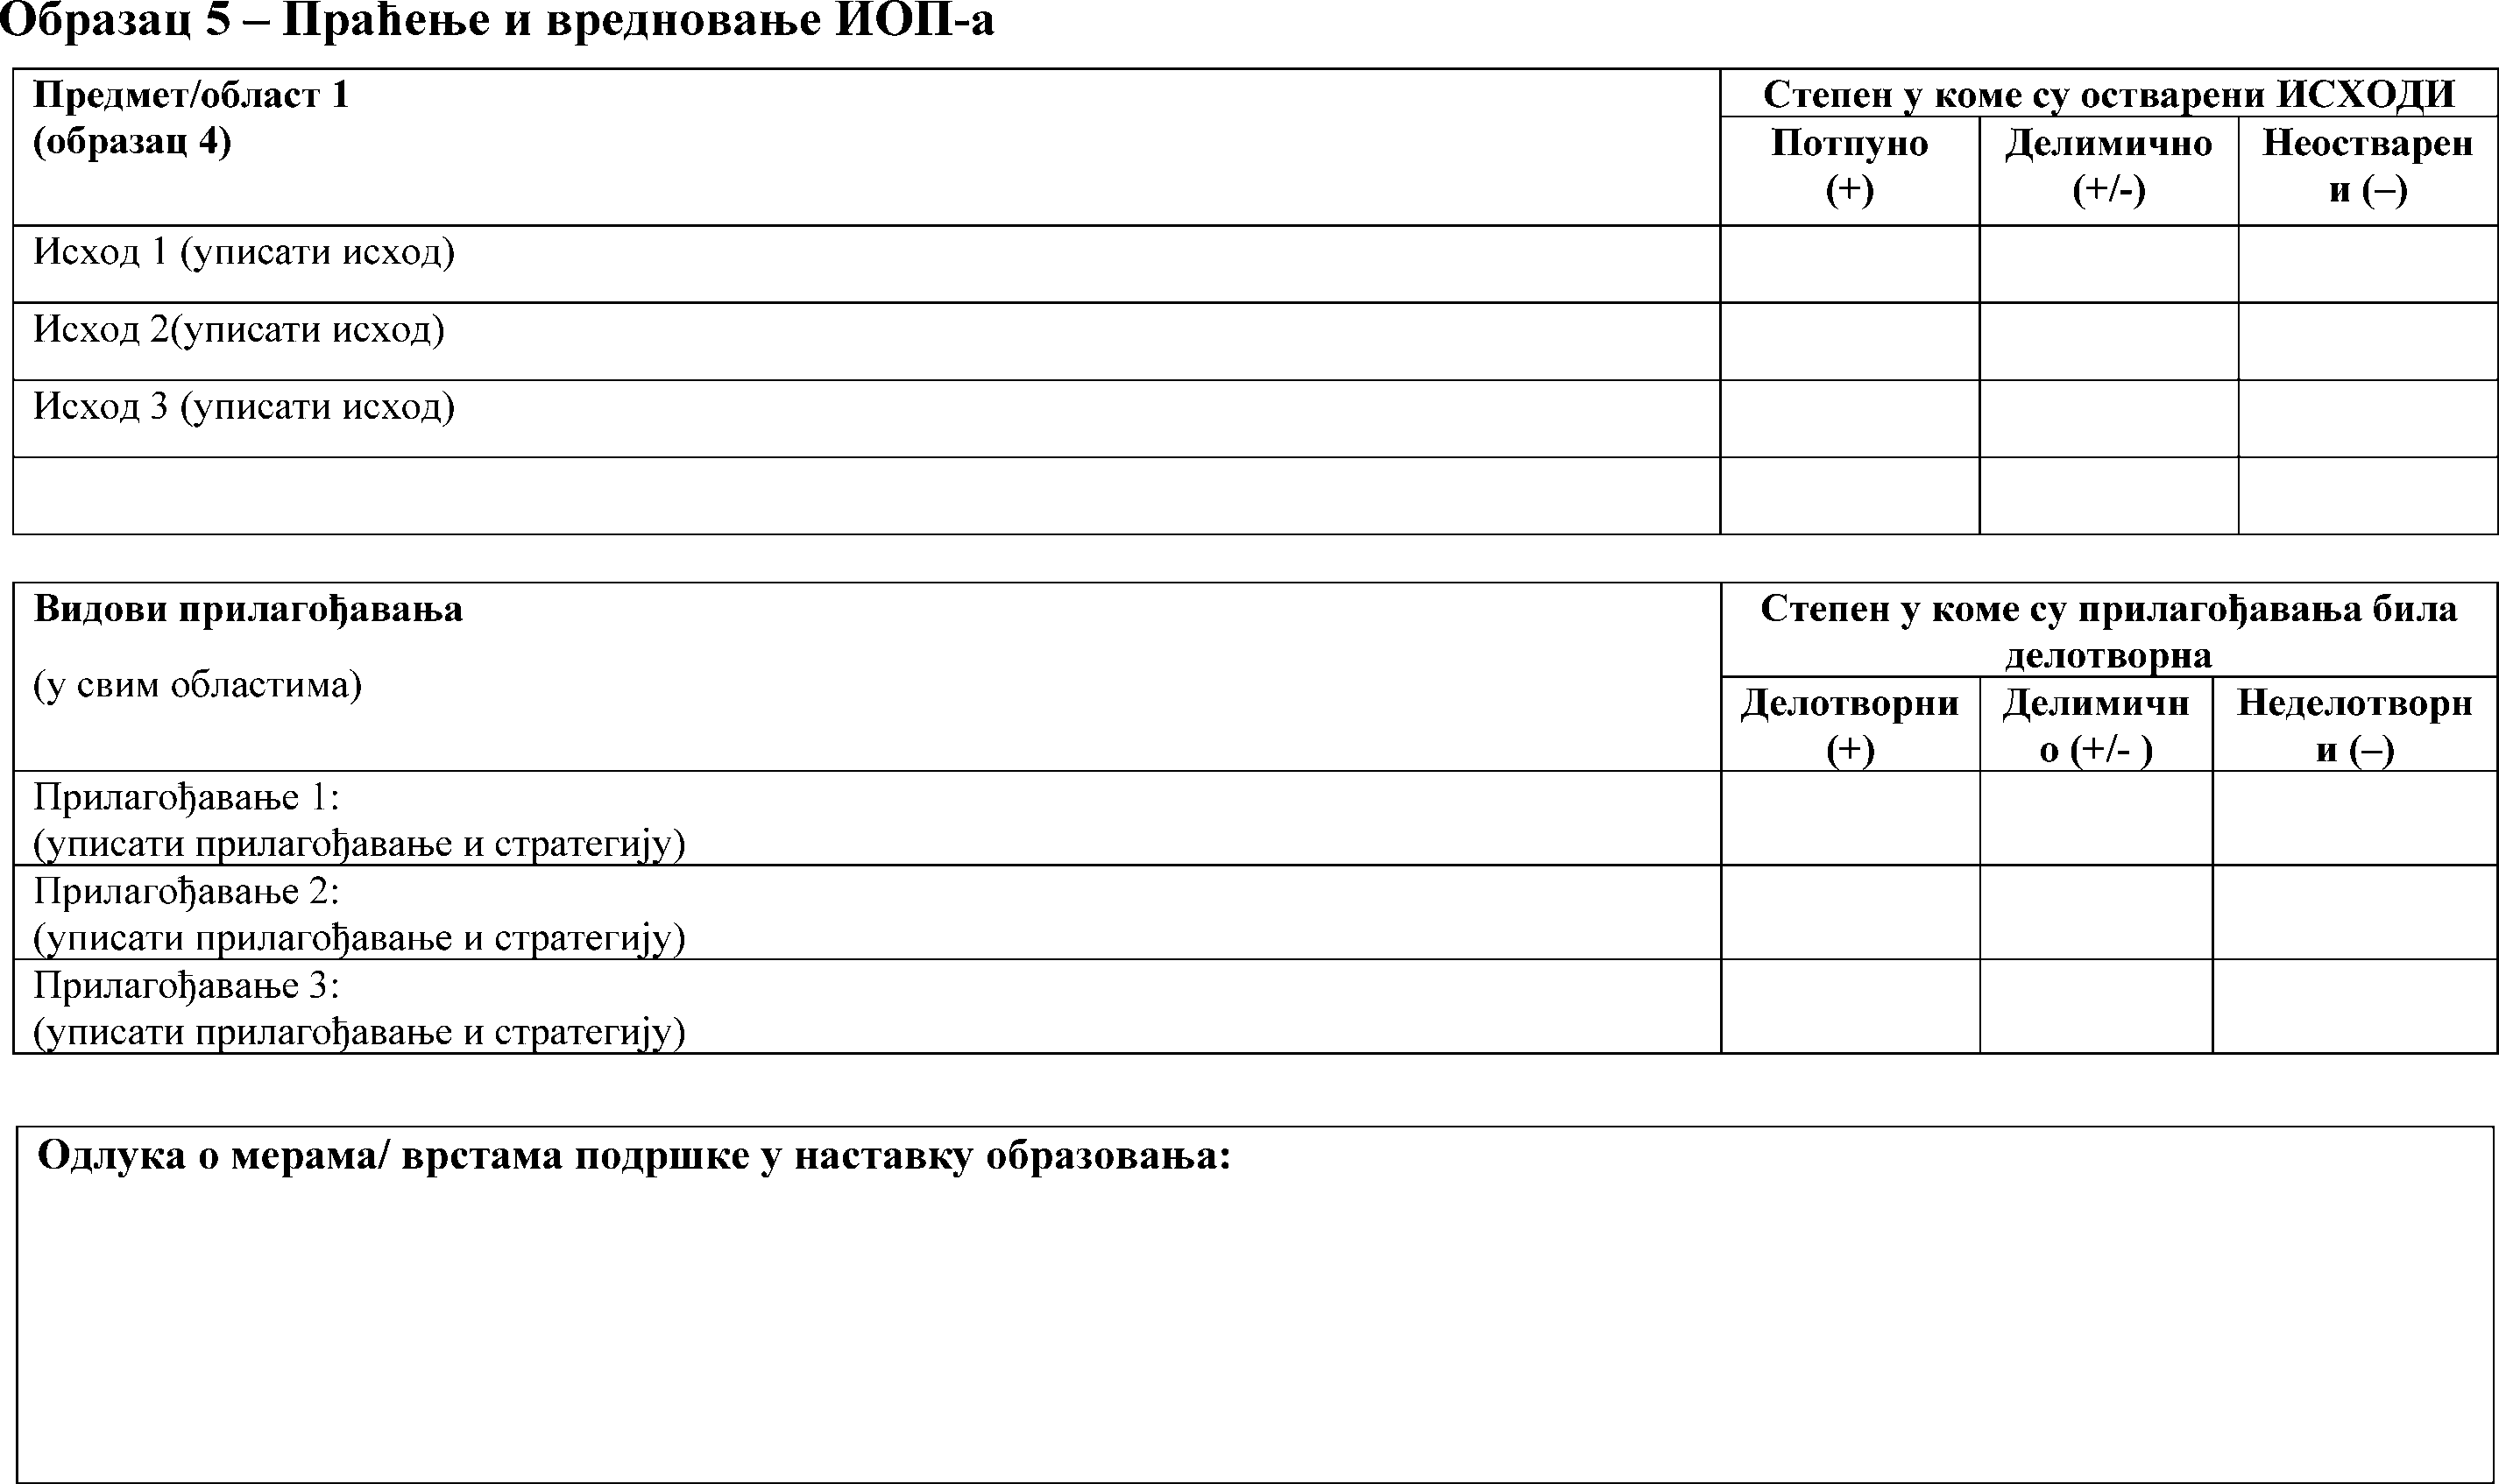 Образац 5 – Праћење и вредновање ИОП-а
Предмет/област 1
(образац 4)
Степен у коме су остварени ИСХОДИ
Потпуно
(+)
Делимично
(+/-)
Неостварен
и (–)
Исход 1 (уписати исход)
Исход 2(уписати исход)
Исход 3 (уписати исход)
Видови прилагођавања
(у свим областима)
Степен у коме су прилагођавања била
делотворна
Делотворни
(+)
Делимичн
о (+/- )
Неделотворн
и (–)
Прилагођавање 1:
(уписати прилагођавање и стратегију)
Прилагођавање 2:
(уписати прилагођавање и стратегију)
Прилагођавање 3:
(уписати прилагођавање и стратегију)
Одлука о мерама/ врстама подршке у наставку образовања: